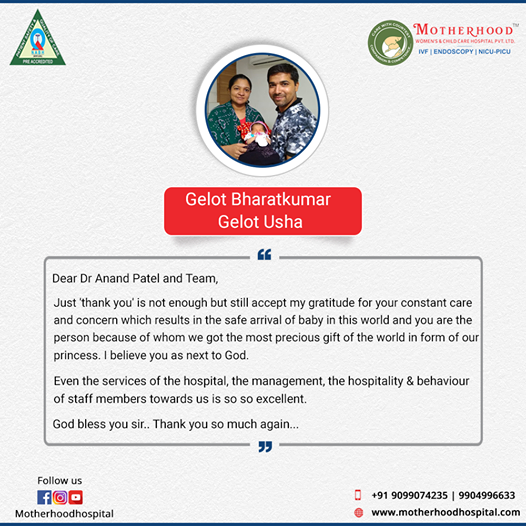 PRE ACCREDITED
MOTHERHOOD™
WOMEN'S & CHILD CARE HOSPITAL PVT. LTD.
IVF | ENDOSCOPY | NICU-PICU
Gelot Bharatkumar
Gelot Usha
“
Dear Dr Anand Patel and Team,
Just 'thank you' is not enough but still accept my gratitude for your constant care
and concern which results in the safe arrival of baby in this world and you are the
person because of whom we got the most precious gift of the world in form of our
princess. I believe you as next to God.
Even the services of the hospital, the management, the hospitality & behaviour
of staff members towards us is so so excellent.
God bless you sir.. Thank you so much again...
”
Follow us
Motherhoodhospital
+91 9099074235 | 9904996633
www.motherhoodhospital.com